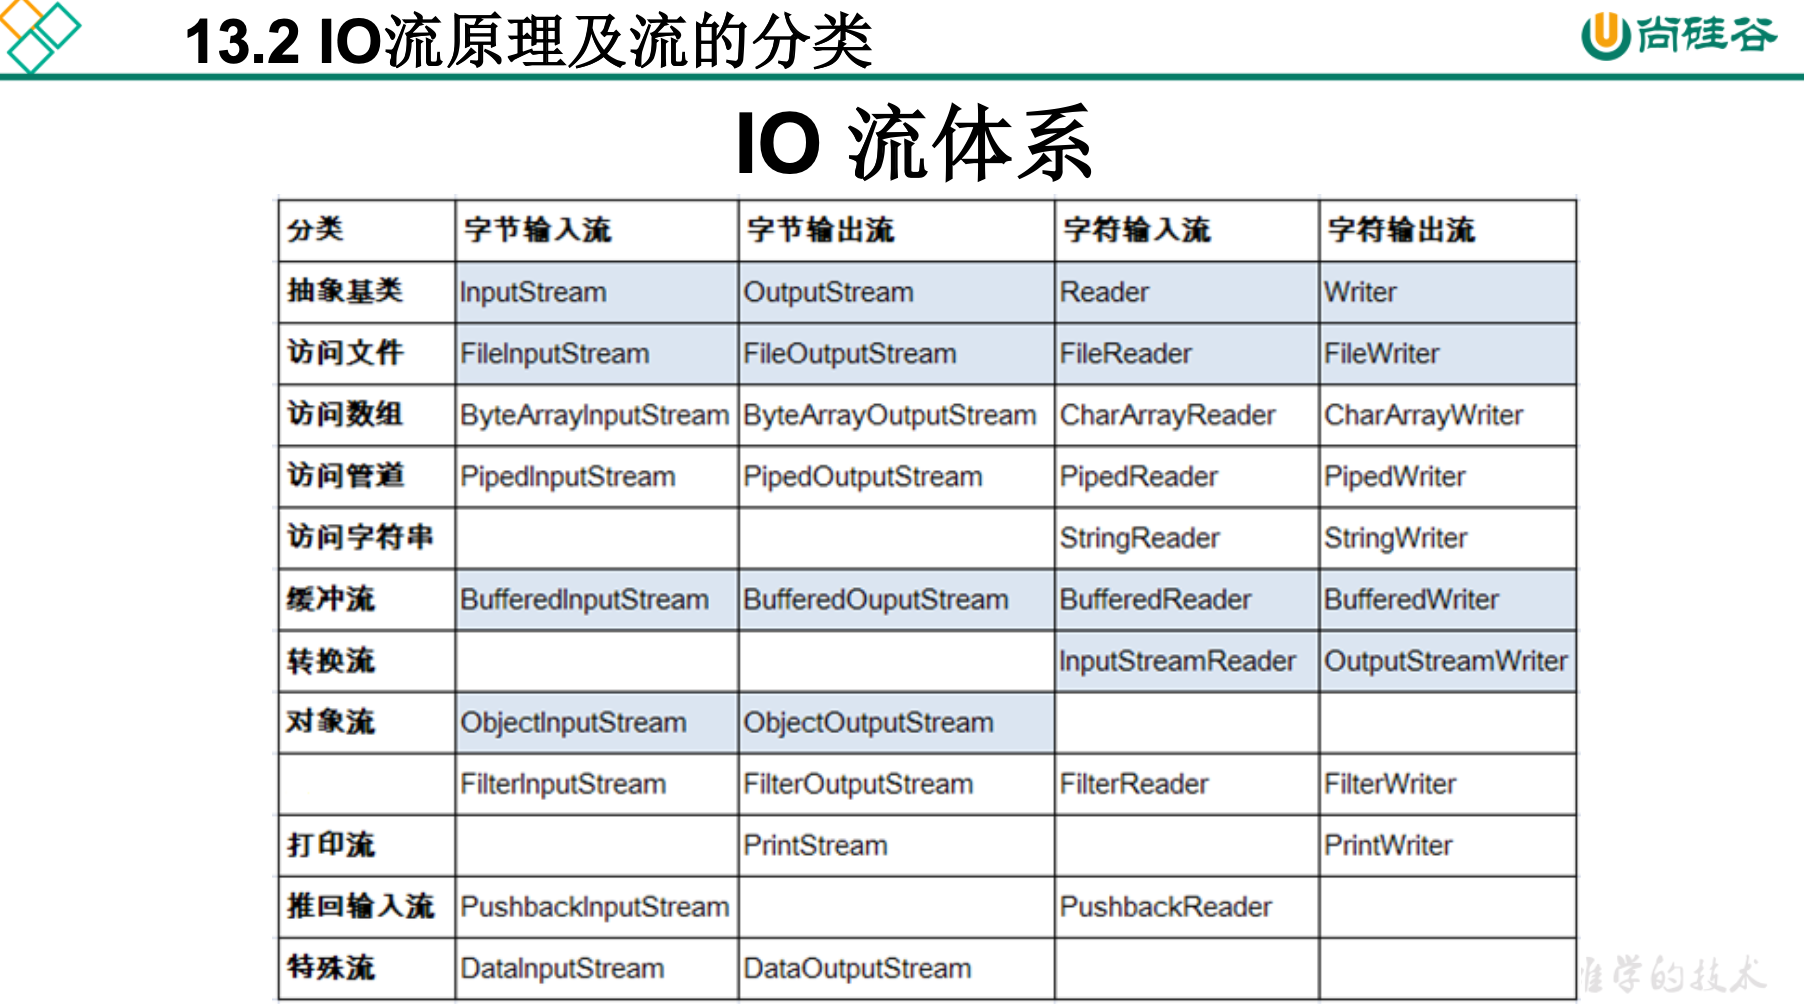 13.2 IO流原理及流的分类
尚硅谷
IO 流体系
分类 字节输入流 字节输出流 字符输入流 字符输出流
抽象基类 InputStream OutputStream Reader Writer
访问文件 FileInputStream FileOutputStream FileReader FileWriter
访问数组 ByteArrayInputStream ByteArrayOutputStream CharArrayReader CharArrayWriter
访问管道 PipedInputStream PipedOutputStream PipedReader PipedWriter
访问字符串 StringReader StringWriter
缓冲流 BufferedInputStream BufferedOuputStream BufferedReader BufferedWriter
转换流 InputStreamReader OutputStreamWriter
对象流 ObjectInputStream ObjectOutputStream
FilterInputStream FilterOutputStream FilterReader FilterWriter
打印流 PrintStream PrintWriter
推回输入流 PushbackInputStream PushbackReader
特殊流 DataInputStream DataOutputStream
学的技术